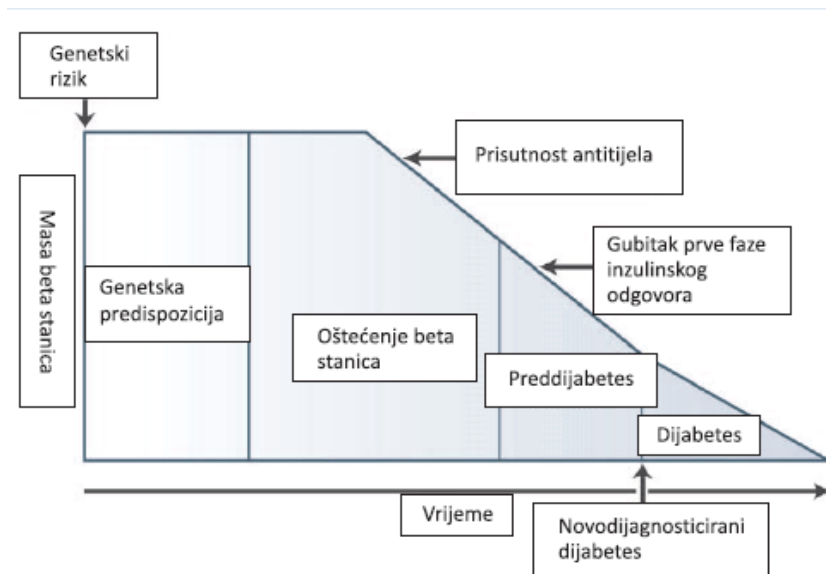 Genetski
rizik
Prisutnost antitijela
Masa beta stanica
Gubitak prve faze
inzulinskog
odgovora
Genetska
predispozicija
Oštećenje beta
stanica
Preddijabetes
Dijabetes
Vrijeme
Novodijagnosticirani
dijabetes